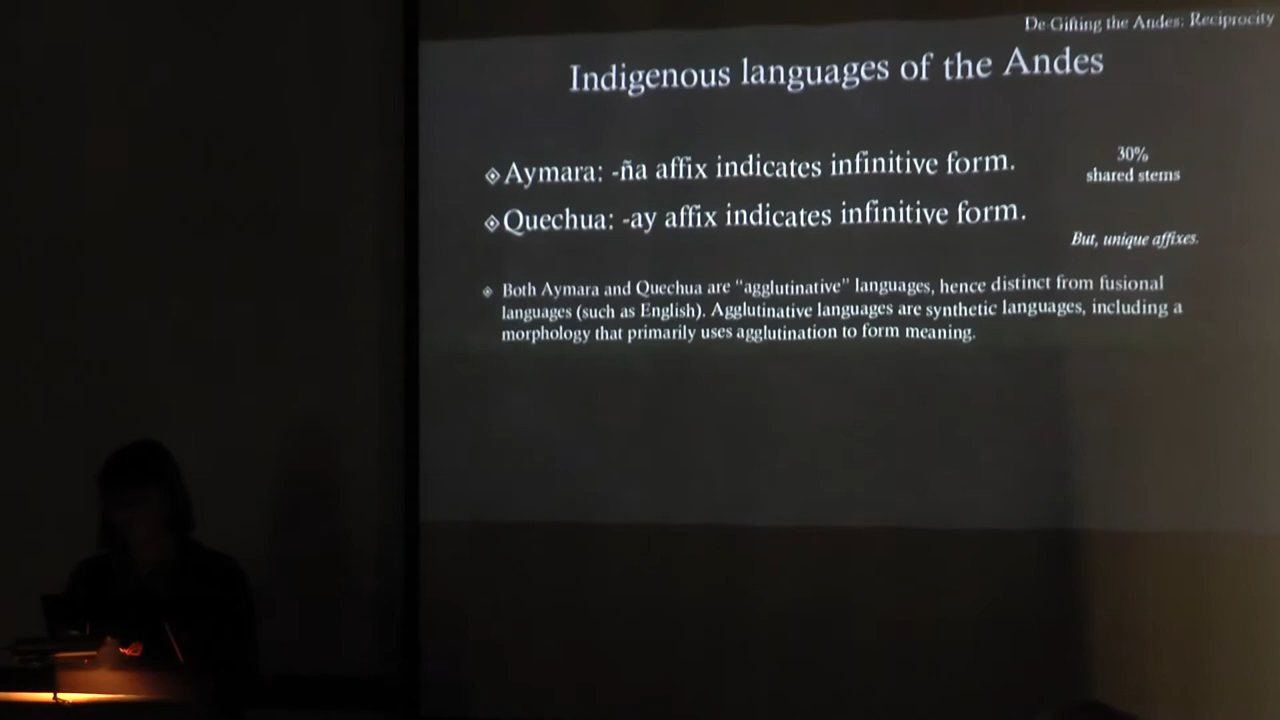 De-Gifting the Andes: Reciprocity
Indigenous languages of the Andes
Aymara: -ña affix indicates infinitive form.
30%
shared stems
Quechua: -ay affix indicates infinitive form.
But, unique affixes.
Both Aymara and Quechua are “agglutinative” languages, hence distinct from fusional
languages (such as English). Agglutinative languages are synthetic languages, including a
morphology that primarily uses agglutination to form meaning.